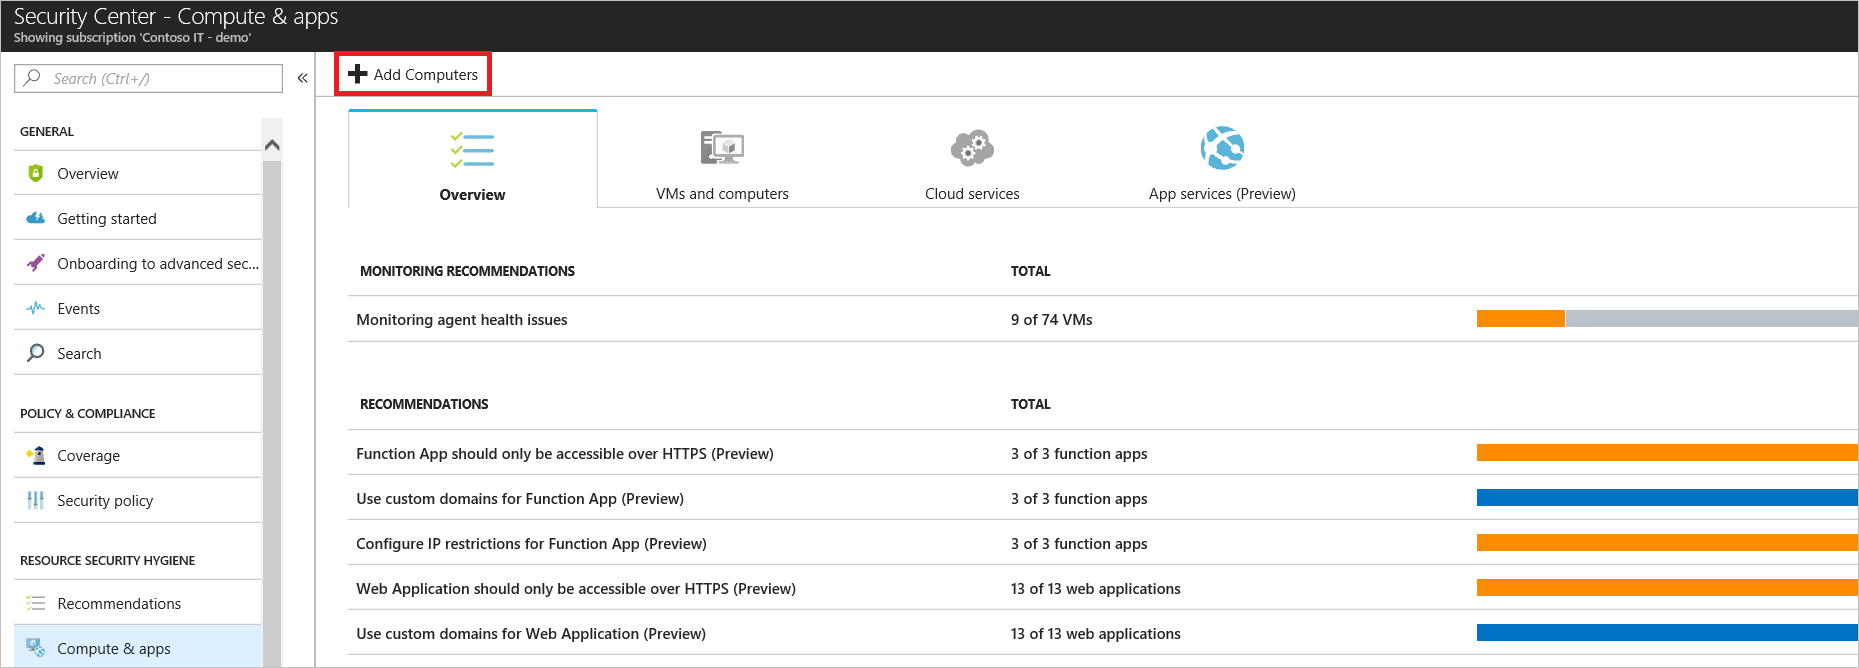 Security Center - Compute & apps
Showing subscription 'Contoso IT - demo'
Search (Ctrl+/)
«
Add Computers
GENERAL
Overview
Getting started
Onboarding to advanced sec...
Events
Search
POLICY & COMPLIANCE
Coverage
Security policy
RESOURCE SECURITY HYGIENE
Recommendations
Compute & apps
Overview
VMs and computers
Cloud services
App services (Preview)
MONITORING RECOMMENDATIONS TOTAL
Monitoring agent health issues 9 of 74 VMs
RECOMMENDATIONS TOTAL
Function App should only be accessible over HTTPS (Preview) 3 of 3 function apps
Use custom domains for Function App (Preview) 3 of 3 function apps
Configure IP restrictions for Function App (Preview) 3 of 3 function apps
Web Application should only be accessible over HTTPS (Preview) 13 of 13 web applications
Use custom domains for Web Application (Preview) 13 of 13 web applications